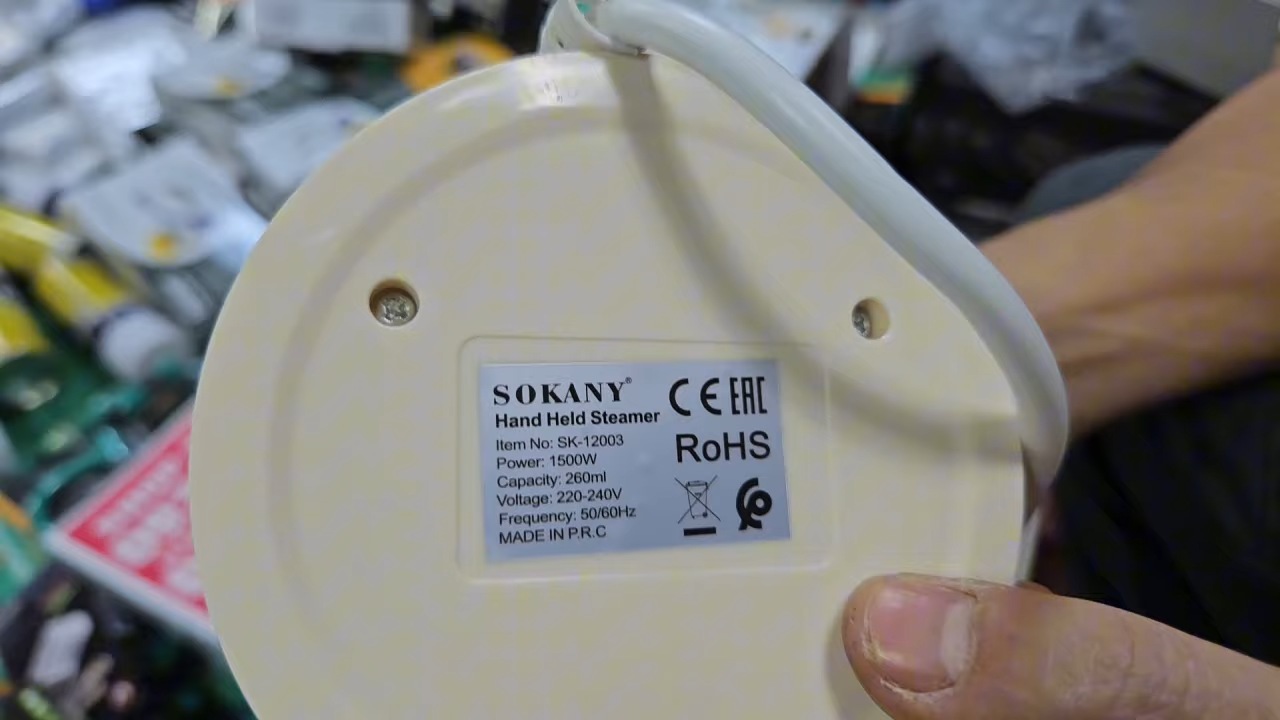 SOKANY®
Hand Held Steamer
Item No: SK-12003
Power: 1500W
Capacity: 260ml
Voltage: 220-240V
Frequency: 50/60Hz
MADE IN P.R.C
CE EAC
RoHS